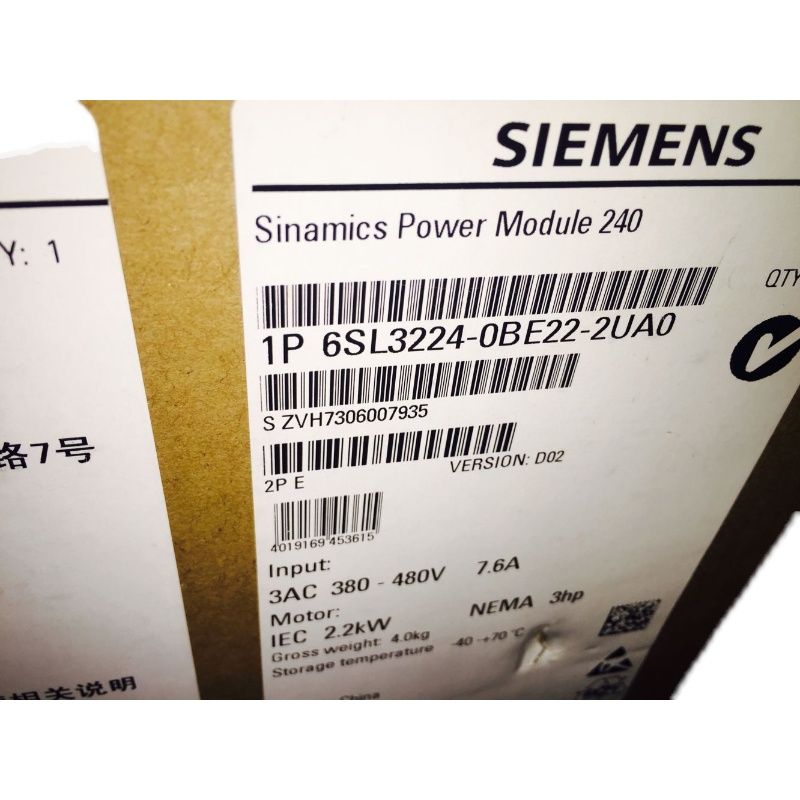 SIEMENS
Sinamics Power Module 240
Y: 1
QTY
1P 6SL3224-0BE22-2UA0
S ZVH7306007935
路7号
2P E
VERSION: D02
4019169 453615
Input:
3AC 380 - 480V 7.6A
Motor:
IEC 2.2kW NEMA 3hp
Gross weight: 4.0kg
Storage temperature -40 -+70 °C
相关说明
China